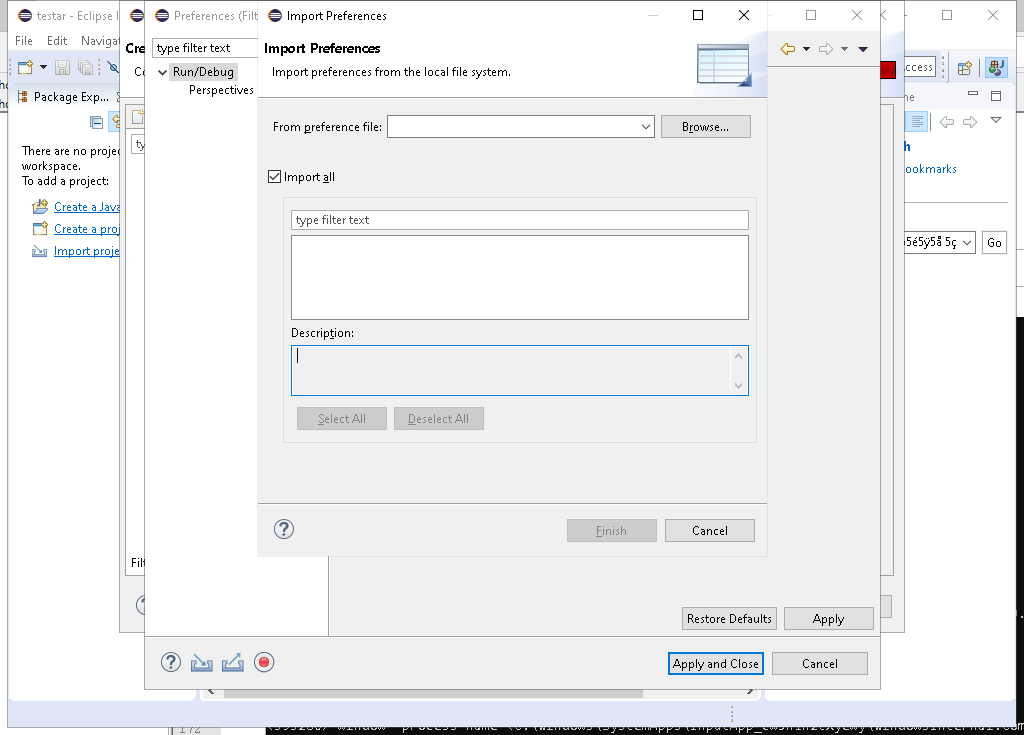 testar - Eclipse I
Preferences (Filt
Import Preferences
File Edit Navigat
Cre
type filter text
Import Preferences
Import preferences from the local file system.
Run/Debug
Perspectives
ccess
Package Exp...
From preference file:
Browse...
There are no projec
workspace.
To add a project:
Import all
ookmarks
Create a Java
Create a proj
Import proje
type filter text
5é5ÿ5å 5ç
Go
Description:
Select All
Deselect All
Finish
Cancel
Filt
Restore Defaults
Apply
Apply and Close
Cancel
172